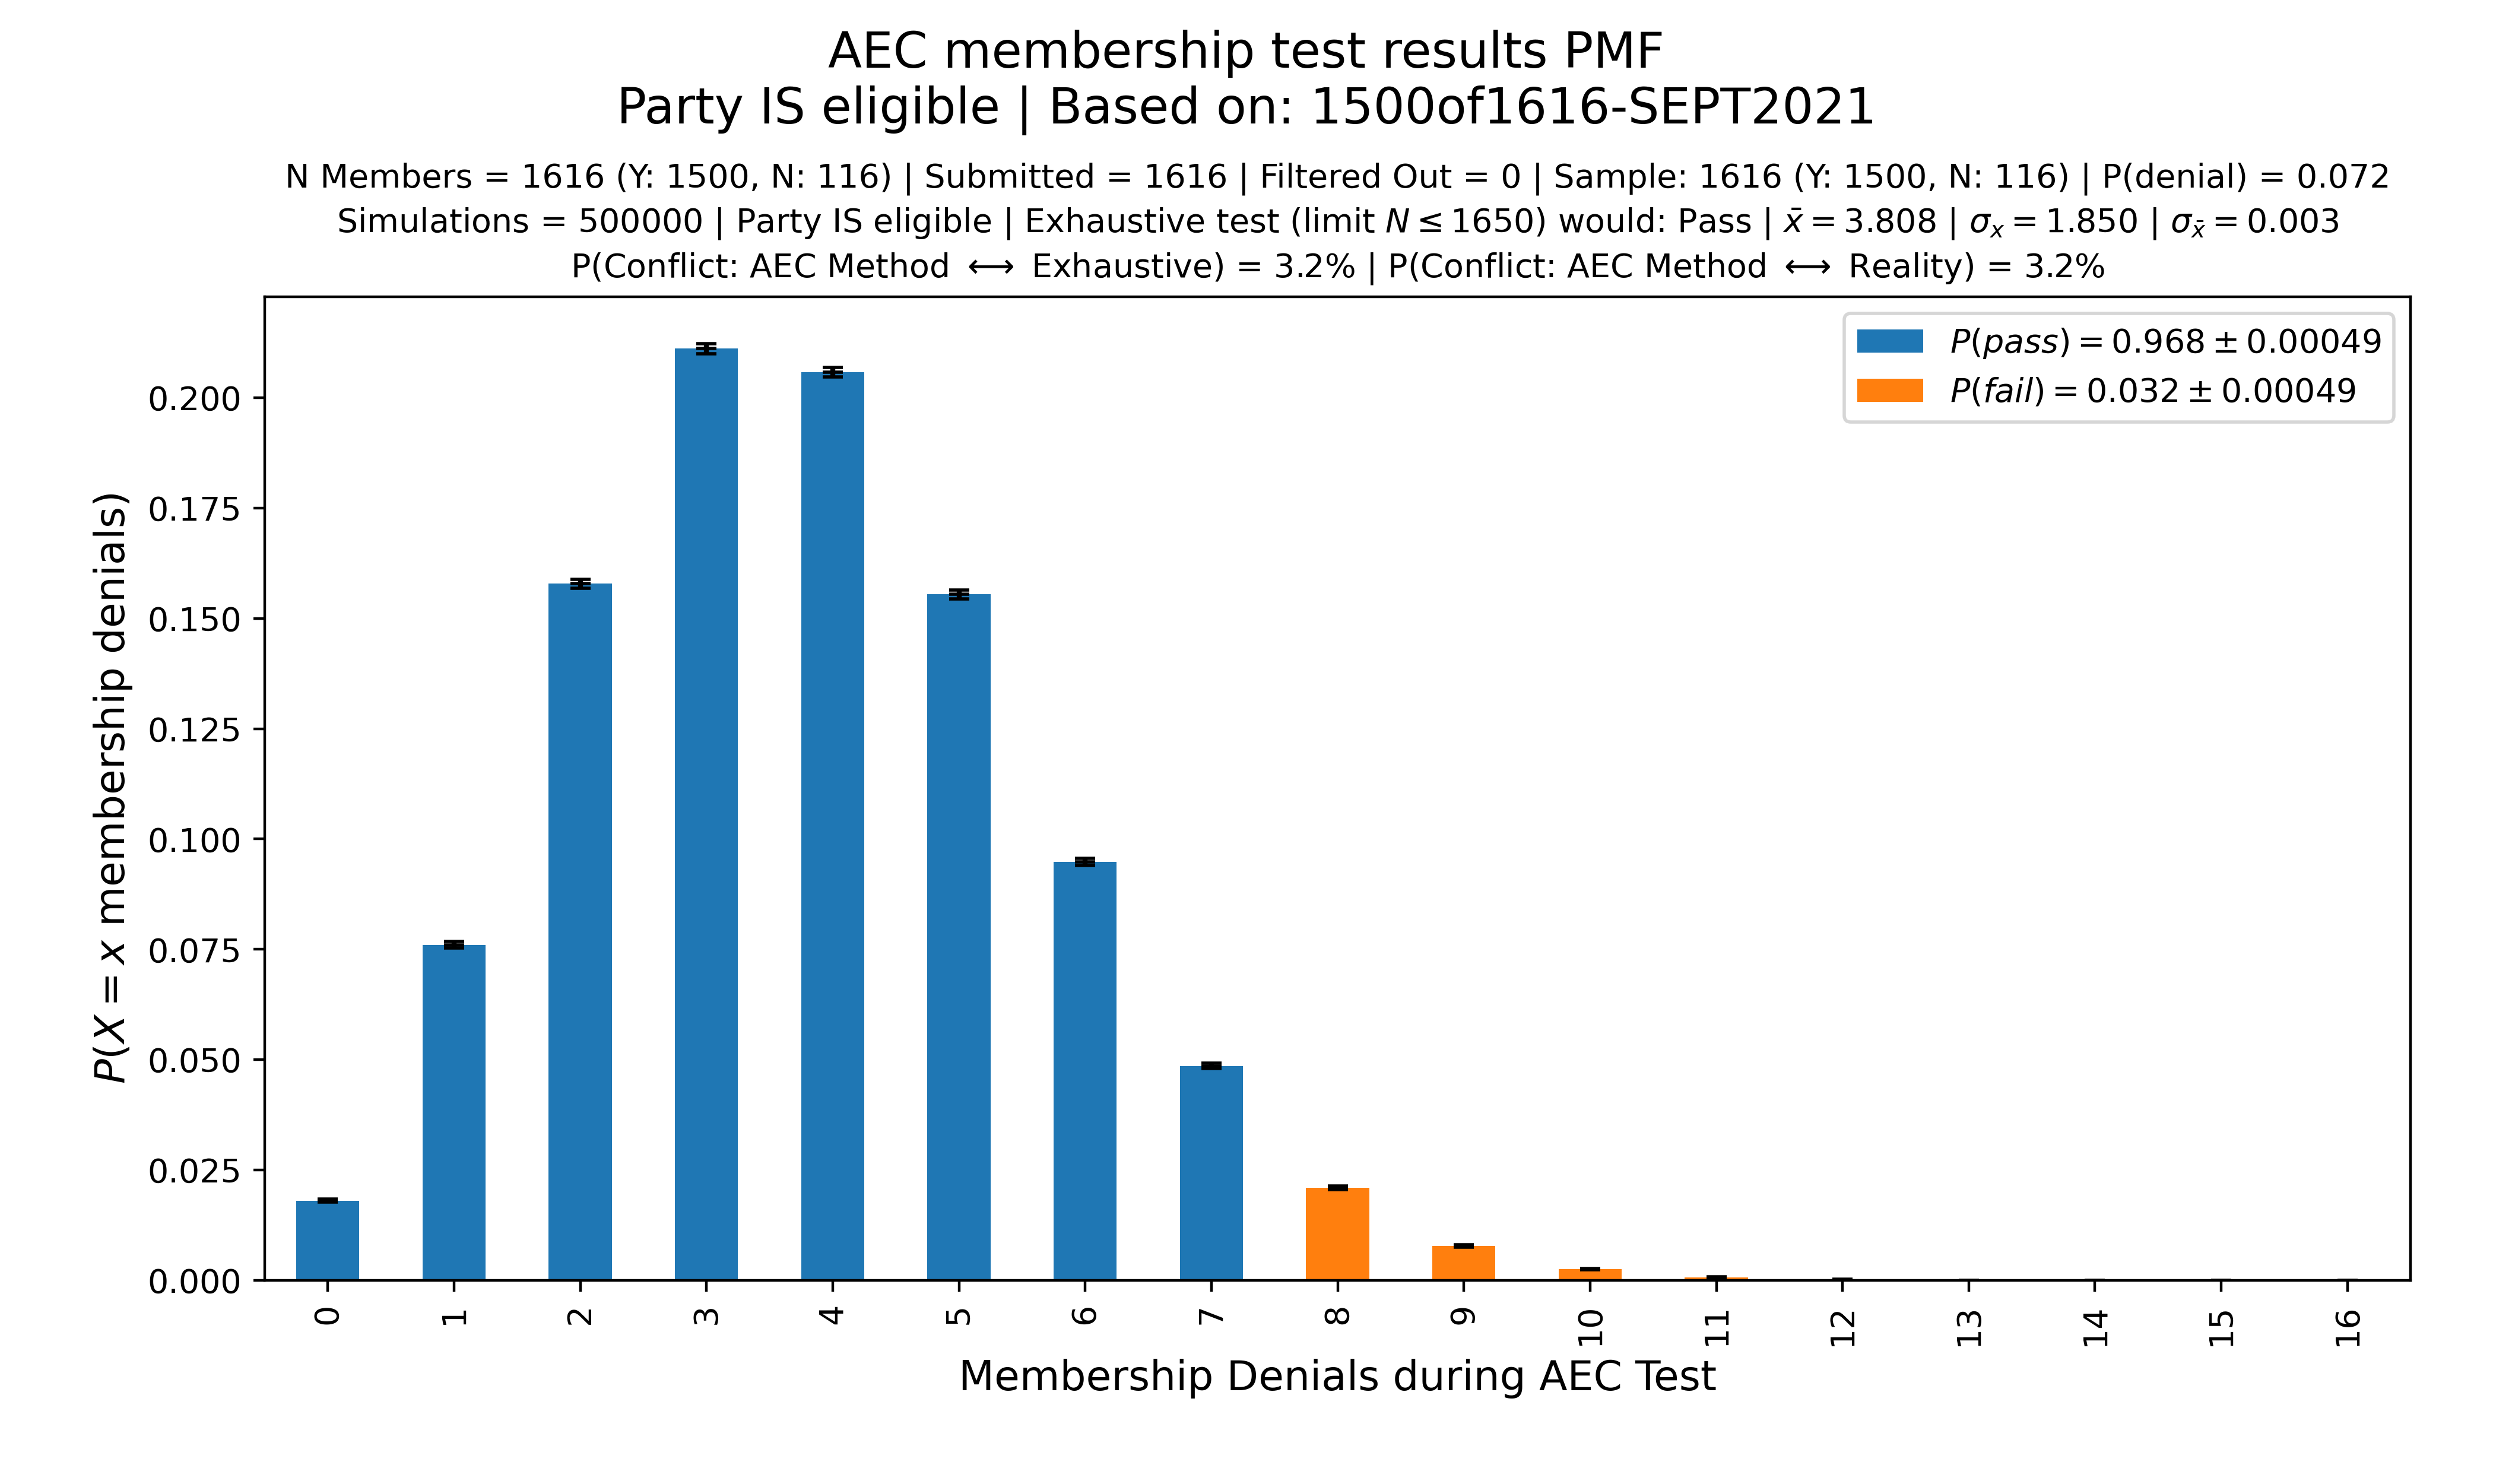 AEC membership test results PMF
Party IS eligible | Based on: 1500of1616-SEPT2021
N Members = 1616 (Y: 1500, N: 116) | Submitted = 1616 | Filtered Out = 0 | Sample: 1616 (Y: 1500, N: 116) | P(denial) = 0.072
Simulations = 500000 | Party IS eligible | Exhaustive test (limit N ≤ 1650) would: Pass | x̄ = 3.808 | σₓ = 1.850 | σ_x̄ = 0.003
P(Conflict: AEC Method ⟷ Exhaustive) = 3.2% | P(Conflict: AEC Method ⟷ Reality) = 3.2%
P(pass) = 0.968 ± 0.00049
P(fail) = 0.032 ± 0.00049
P(X = x membership denials)
0.200
0.175
0.150
0.125
0.100
0.075
0.050
0.025
0.000
0 1 2 3 4 5 6 7 8 9 10 11 12 13 14 15 16
Membership Denials during AEC Test